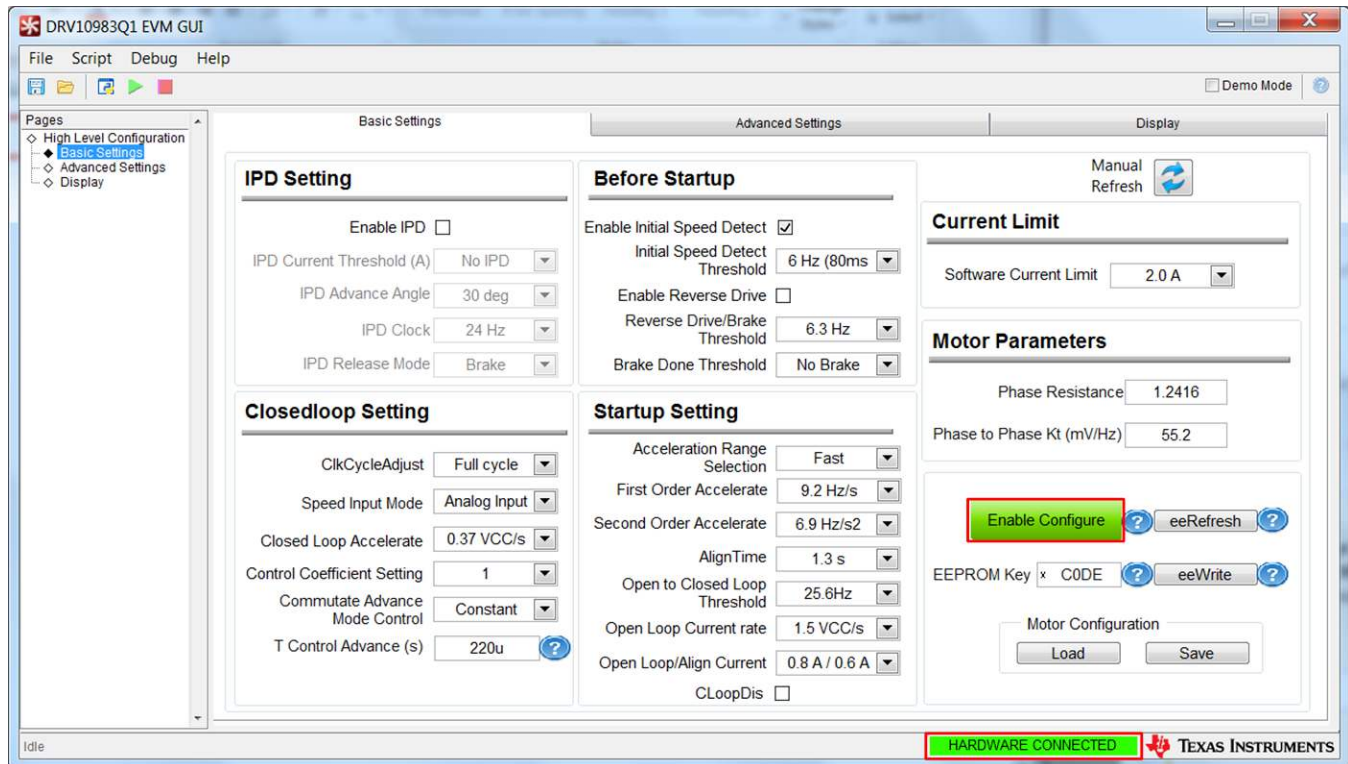 DRV10983Q1 EVM GUI
File Script Debug Help
Demo Mode
Pages
High Level Configuration
Basic Settings
Advanced Settings
Display
Basic Settings
Advanced Settings
Display
IPD Setting
Enable IPD
IPD Current Threshold (A) No IPD
IPD Advance Angle 30 deg
IPD Clock 24 Hz
IPD Release Mode Brake
Closedloop Setting
ClkCycleAdjust Full cycle
Speed Input Mode Analog Input
Closed Loop Accelerate 0.37 VCC/s
Control Coefficient Setting 1
Commutate Advance
Mode Control Constant
T Control Advance (s) 220u
Before Startup
Enable Initial Speed Detect
Initial Speed Detect
Threshold 6 Hz (80ms
Enable Reverse Drive
Reverse Drive/Brake
Threshold 6.3 Hz
Brake Done Threshold No Brake
Startup Setting
Acceleration Range
Selection Fast
First Order Accelerate 9.2 Hz/s
Second Order Accelerate 6.9 Hz/s2
AlignTime 1.3 s
Open to Closed Loop
Threshold 25.6Hz
Open Loop Current rate 1.5 VCC/s
Open Loop/Align Current 0.8 A / 0.6 A
CLoopDis
Manual
Refresh
Current Limit
Software Current Limit 2.0 A
Motor Parameters
Phase Resistance 1.2416
Phase to Phase Kt (mV/Hz) 55.2
Enable Configure ? eeRefresh ?
EEPROM Key x C0DE ? eeWrite ?
Motor Configuration
Load Save
Idle
HARDWARE CONNECTED
TEXAS INSTRUMENTS